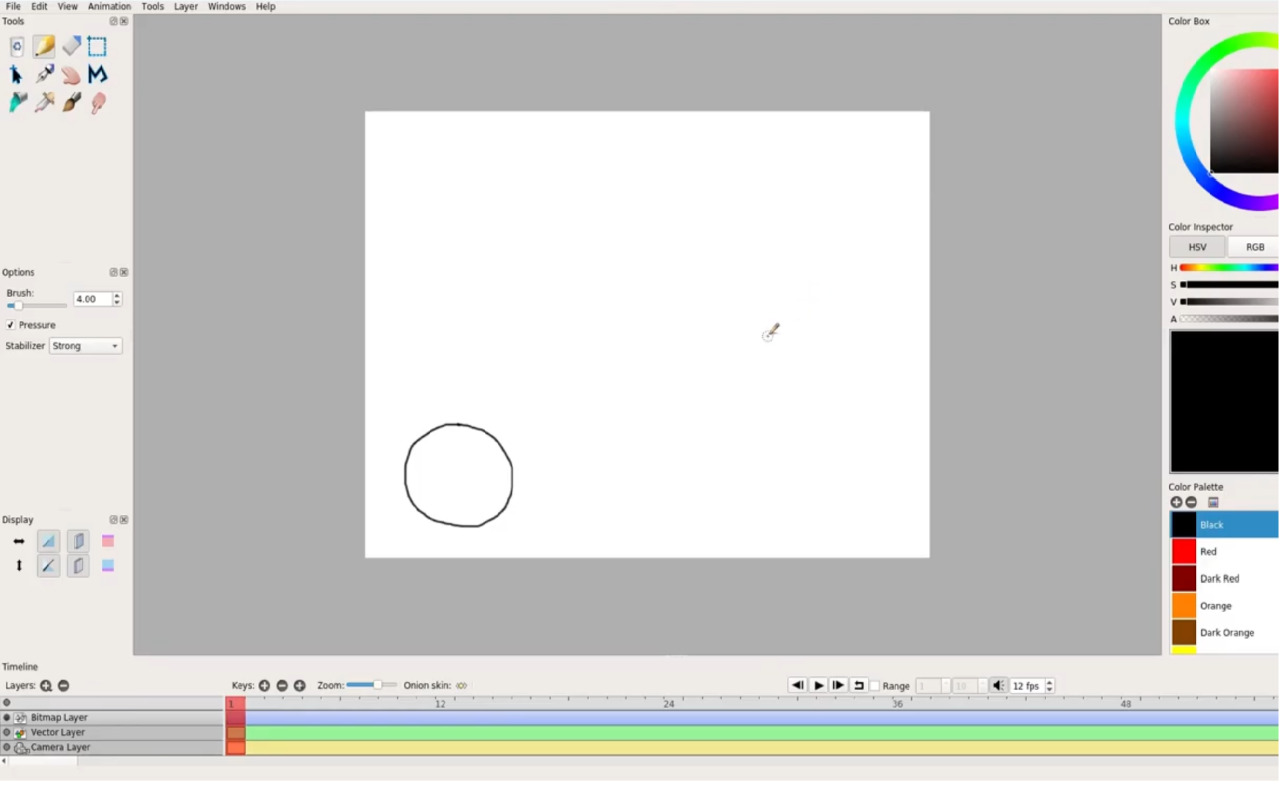 File Edit View Animation Tools Layer Windows Help
Tools
Color Box
Color Inspector
HSV RGB
H
S
V
A
Options
Brush: 4.00
Pressure
Stabilizer Strong
Color Palette
Black
Red
Dark Red
Orange
Dark Orange
Display
Timeline
Layers: Keys: Zoom: Onion skin: Range 1 10 12 fps
1 12 24 36 48
Bitmap Layer
Vector Layer
Camera Layer